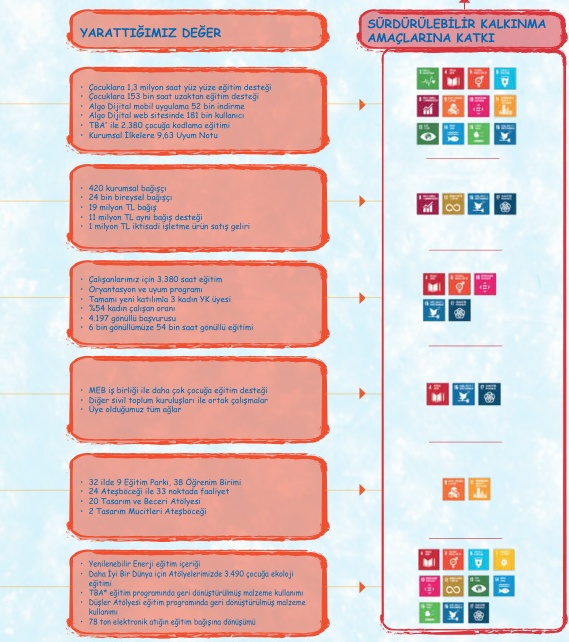 YARATTIĞIMIZ DEĞER
SÜRDÜRÜLEBİLİR KALKINMA
AMAÇLARINA KATKI
• Çocuklara 1,3 milyon saat yüz yüze eğitim desteği
• Çocuklara 153 bin saat uzaktan eğitim desteği
• Algo Dijital mobil uygulama 52 bin indirme
• Algo Dijital web sitesinde 181 bin kullanıcı
• TBA* ile 2.380 çocuğa kodlama eğitimi
• Kurumsal İlkelere 9,63 Uyum Notu
• 420 kurumsal bağışçı
• 24 bin bireysel bağışçı
• 19 milyon TL bağış
• 11 milyon TL ayni bağış desteği
• 1 milyon TL iktisadi işletme ürün satış geliri
• Çalışanlarımız için 3.380 saat eğitim
• Oryantasyon ve uyum programı
• Tamamı yeni katılımla 3 kadın YK üyesi
• %54 kadın çalışan oranı
• 4.197 gönüllü başvurusu
• 6 bin gönüllümüze 54 bin saat gönüllü eğitimi
• MEB iş birliği ile daha çok çocuğa eğitim desteği
• Diğer sivil toplum kuruluşları ile ortak çalışmalar
• Üye olduğumuz tüm ağlar
• 32 ilde 9 Eğitim Parkı, 38 Öğrenim Birimi
• 24 Ateşböceği ile 33 noktada faaliyet
• 20 Tasarım ve Beceri Atölyesi
• 2 Tasarım Mucitleri Ateşböceği
• Yenilenebilir Enerji eğitim içeriği
• Daha İyi Bir Dünya için Atölyelerimizde 3.490 çocuğa ekoloji
eğitimi
• TBA* eğitim programında geri dönüştürülmüş malzeme kullanımı
• Düşler Atölyesi eğitim programında geri dönüştürülmüş malzeme
kullanımı
• 78 ton elektronik atığın eğitim bağışına dönüşümü